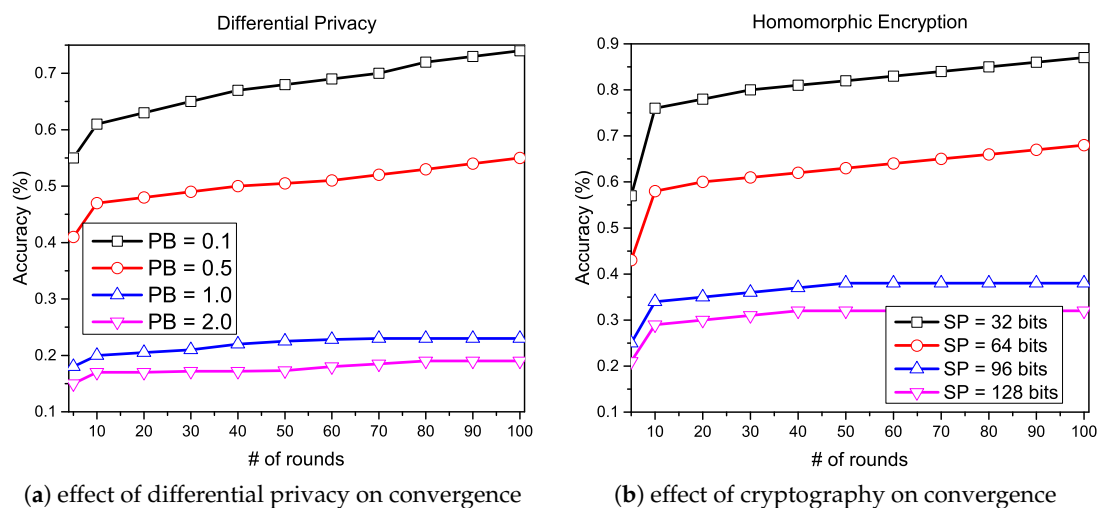 Differential Privacy
0.7
0.6
0.5
0.4
0.3
0.2
0.1
Accuracy (%)
PB = 0.1
PB = 0.5
PB = 1.0
PB = 2.0
10 20 30 40 50 60 70 80 90 100
# of rounds
(a) effect of differential privacy on convergence
Homomorphic Encryption
0.9
0.8
0.7
0.6
0.5
0.4
0.3
0.2
0.1
Accuracy (%)
SP = 32 bits
SP = 64 bits
SP = 96 bits
SP = 128 bits
10 20 30 40 50 60 70 80 90 100
# of rounds
(b) effect of cryptography on convergence